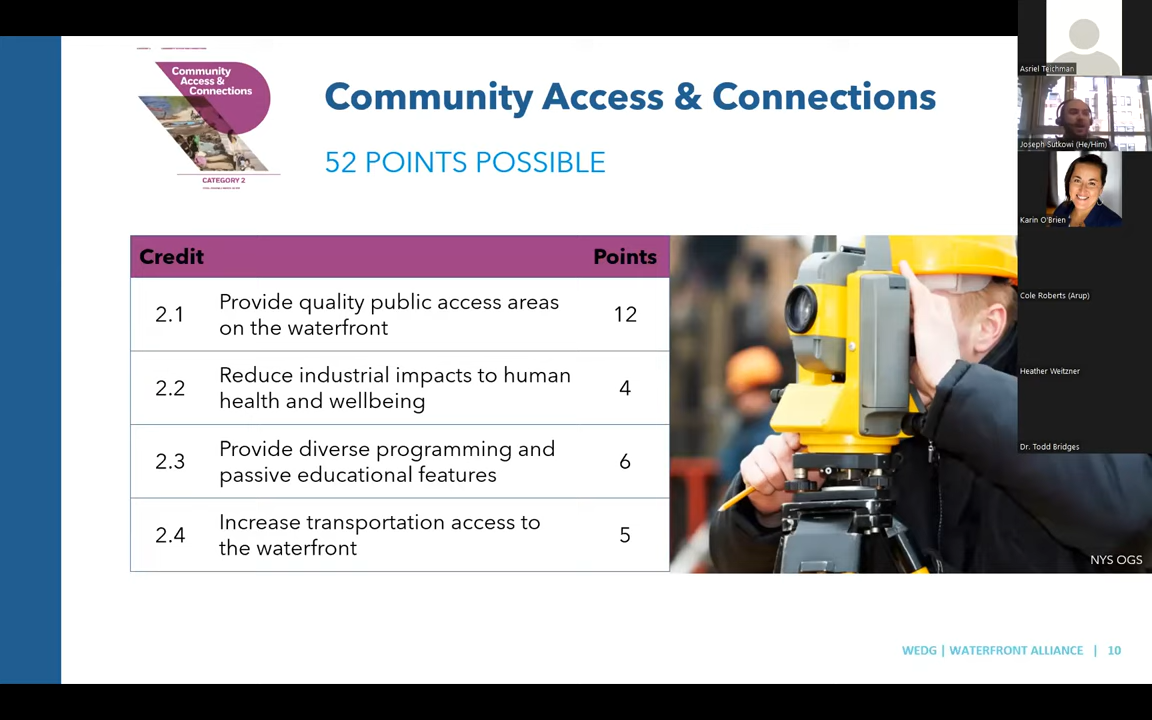 Community
Access &
Connections
CATEGORY 2
Community Access & Connections
52 POINTS POSSIBLE
Credit Points
2.1 Provide quality public access areas on the waterfront 12
2.2 Reduce industrial impacts to human health and wellbeing 4
2.3 Provide diverse programming and passive educational features 6
2.4 Increase transportation access to the waterfront 5
NYS OGS
WEDG | WATERFRONT ALLIANCE | 10
Asriel Teichman
Joseph Sutkowi (He/Him)
Karin O'Brien
Cole Roberts (Arup)
Heather Weitzner
Dr. Todd Bridges